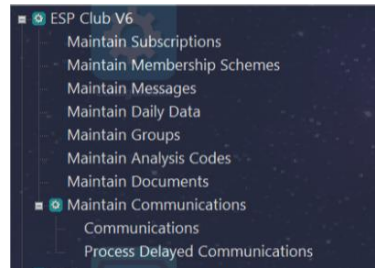 ESP Club V6
Maintain Subscriptions
Maintain Membership Schemes
Maintain Messages
Maintain Daily Data
Maintain Groups
Maintain Analysis Codes
Maintain Documents
Maintain Communications
Communications
Process Delayed Communications